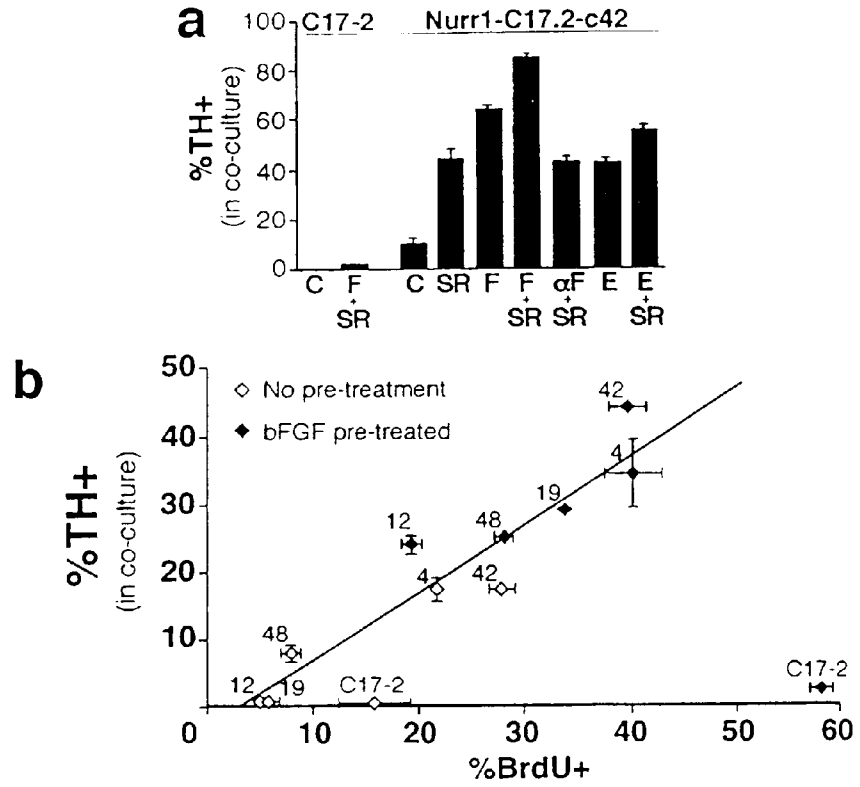 a
C17-2 Nurr1-C17.2-c42
100
80
60
40
20
0
%TH+
(in co-culture)
C F C SR F F αF E E
+ + + +
SR SR SR SR
b
50
40
30
20
10
0
%TH+
(in co-culture)
◇ No pre-treatment
◆ bFGF pre-treated
42
4
19
48
12
4 42
48
12 19 C17-2
C17-2
0 10 20 30 40 50 60
%BrdU+